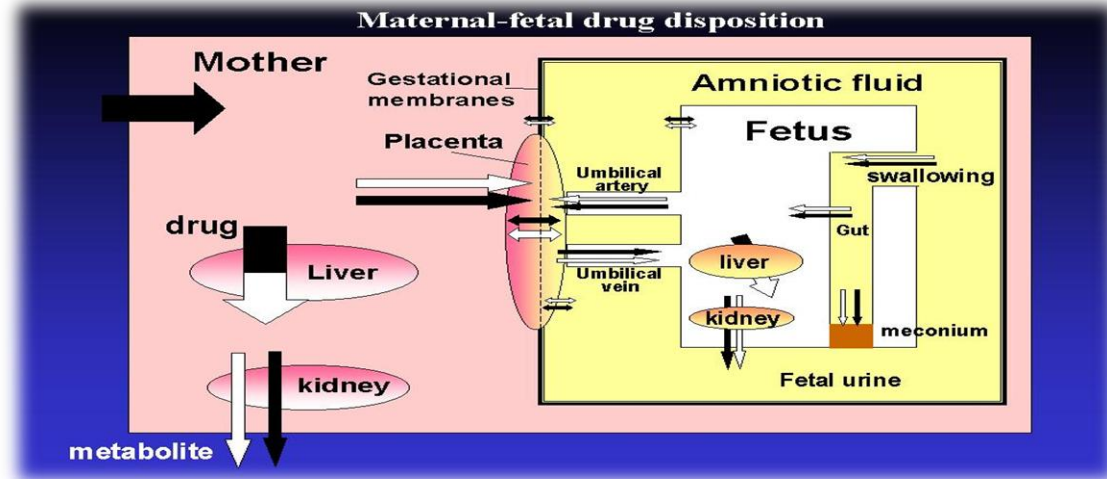 Maternal-fetal drug disposition
Mother
Gestational
membranes
Amniotic fluid
Placenta
Fetus
Umbilical
artery
swallowing
drug
Gut
Liver
liver
Umbilical
vein
kidney
meconium
kidney
Fetal urine
metabolite